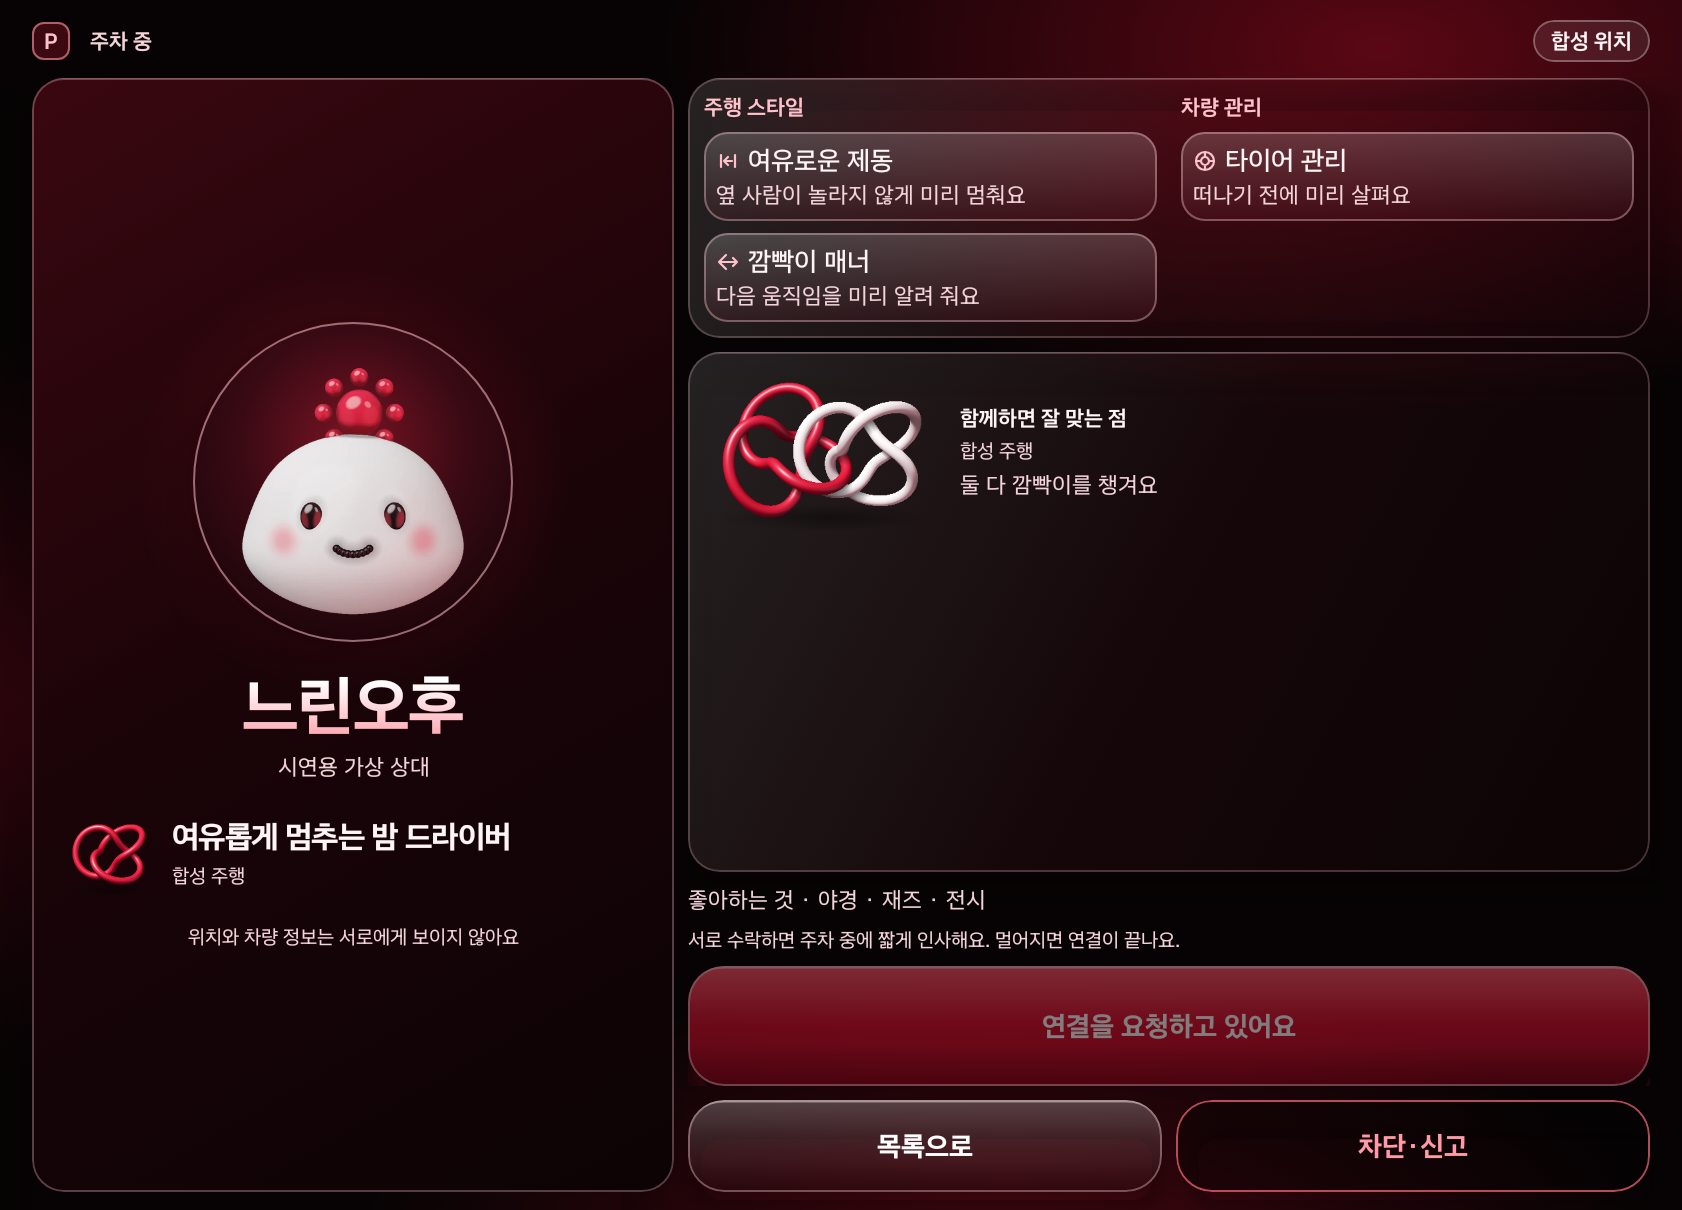 P 주차 중
합성 위치
느린오후
시연용 가상 상대
여유롭게 멈추는 밤 드라이버
합성 주행
위치와 차량 정보는 서로에게 보이지 않아요
주행 스타일
여유로운 제동
옆 사람이 놀라지 않게 미리 멈춰요
깜빡이 매너
다음 움직임을 미리 알려 줘요
차량 관리
타이어 관리
떠나기 전에 미리 살펴요
함께하면 잘 맞는 점
합성 주행
둘 다 깜빡이를 챙겨요
좋아하는 것 · 야경 · 재즈 · 전시
서로 수락하면 주차 중에 짧게 인사해요. 멀어지면 연결이 끝나요.
연결을 요청하고 있어요
목록으로
차단·신고